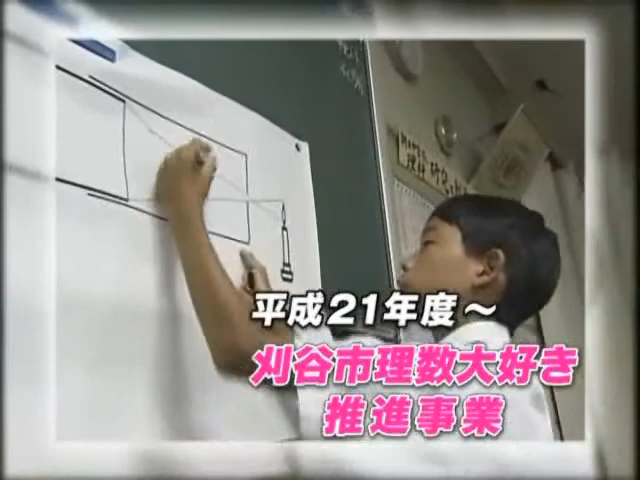 平成21年度～
刈谷市理数大好き
推進事業